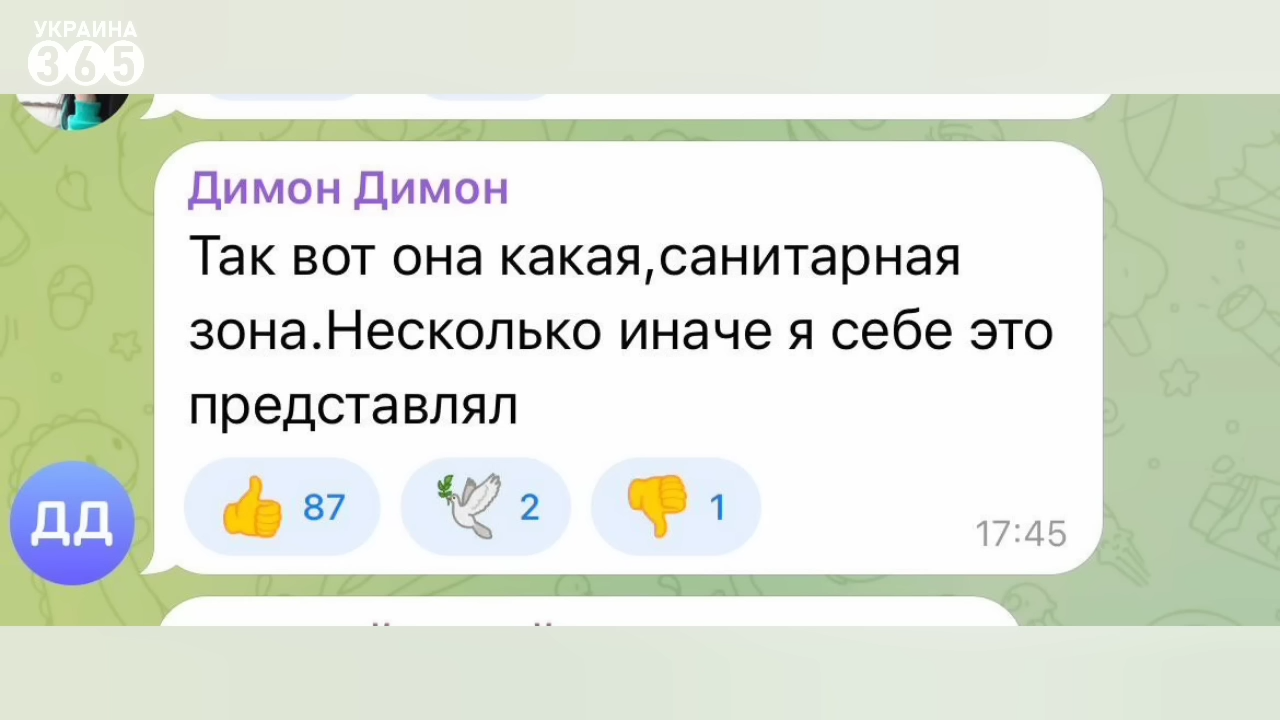 УКРАИНА
365
Димон Димон
Так вот она какая,санитарная
зона.Несколько иначе я себе это
представлял
ДД
👍 87 🕊 2 👎 1
17:45